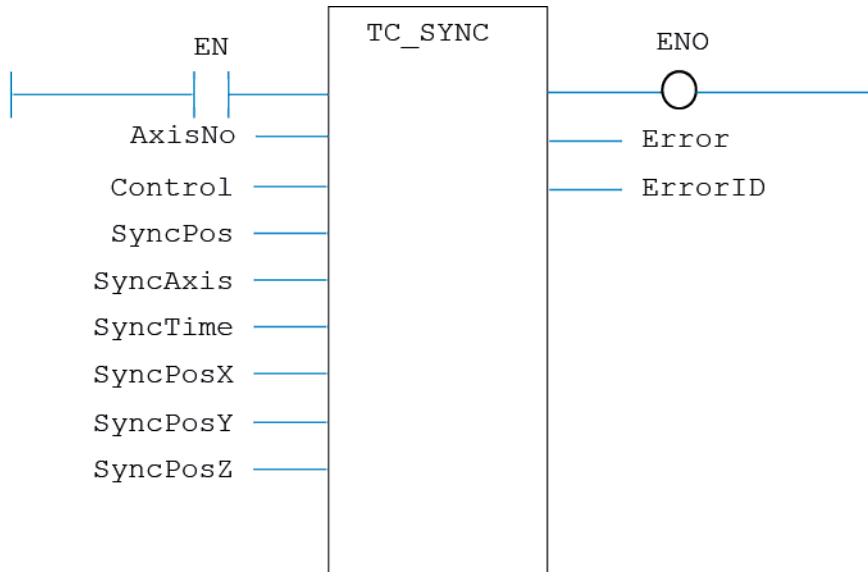 TC_SYNC
EN
ENO
AxisNo
Error
Control
ErrorID
SyncPos
SyncAxis
SyncTime
SyncPosX
SyncPosY
SyncPosZ